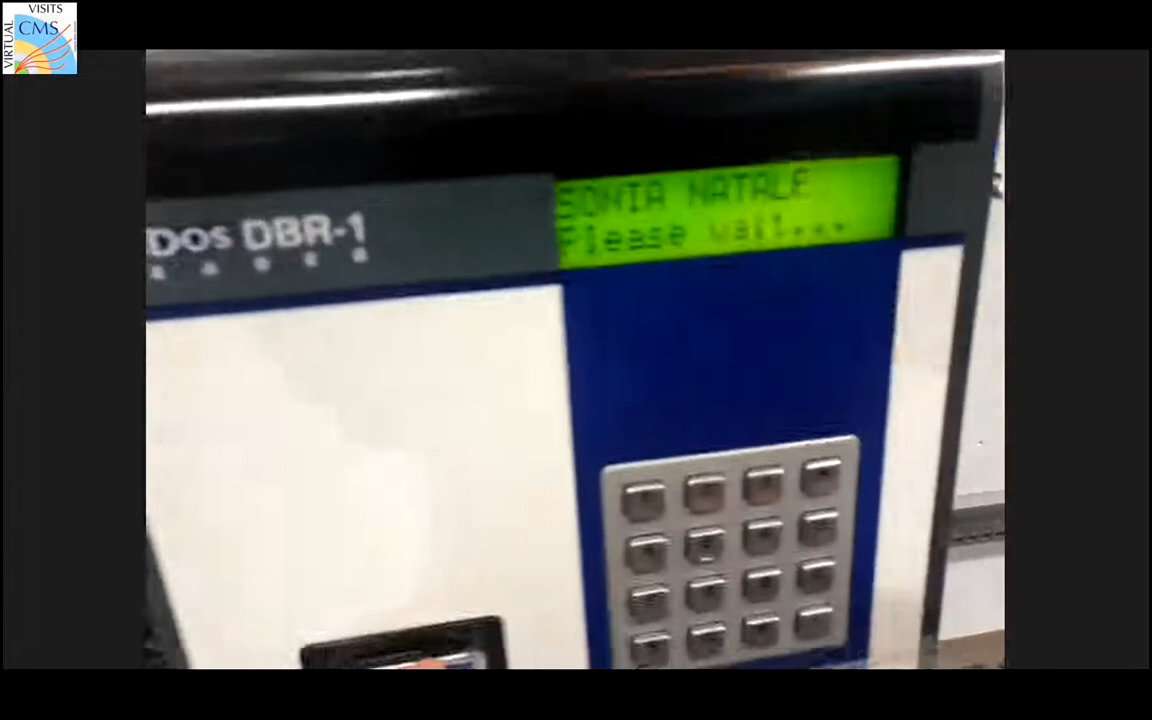 VISITS
VIRTUAL
CMS
DOS DBR-1
SONIA NATALE
Please wait...